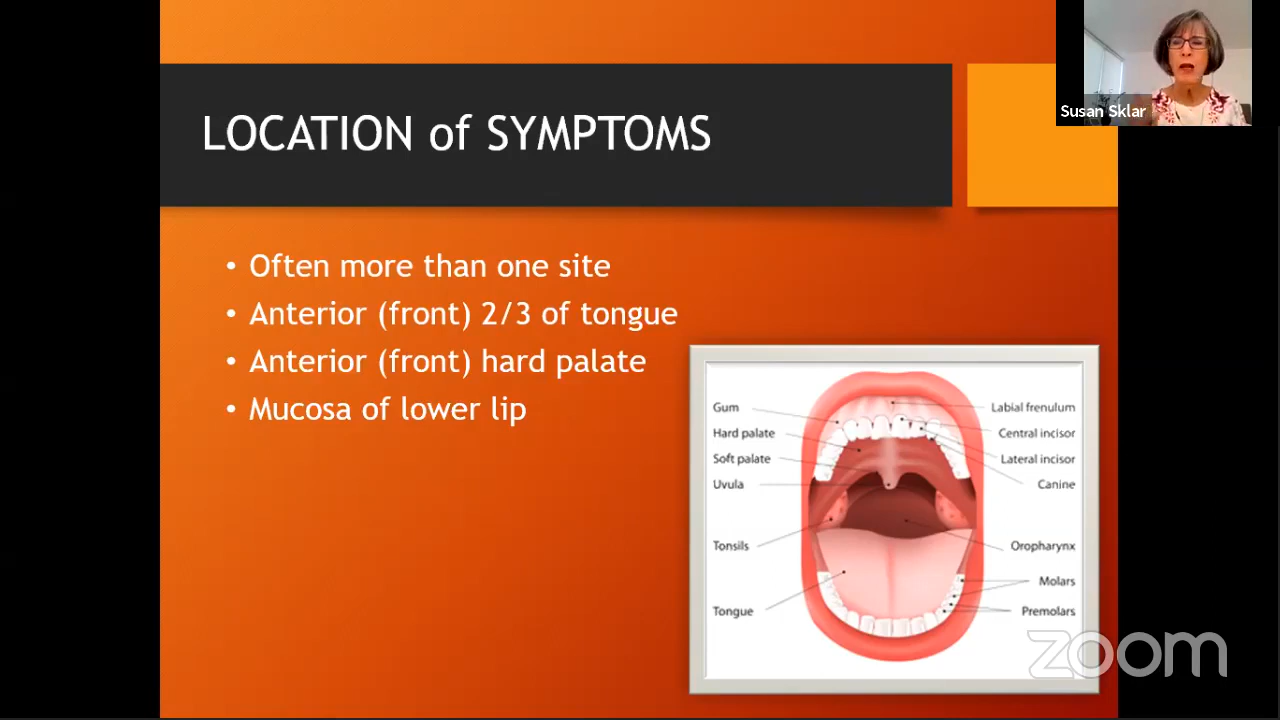 Susan Sklar
LOCATION of SYMPTOMS
• Often more than one site
• Anterior (front) 2/3 of tongue
• Anterior (front) hard palate
• Mucosa of lower lip
Gum
Hard palate
Soft palate
Uvula
Tonsils
Tongue
Labial frenulum
Central incisor
Lateral incisor
Canine
Oropharynx
Molars
Premolars
zoom